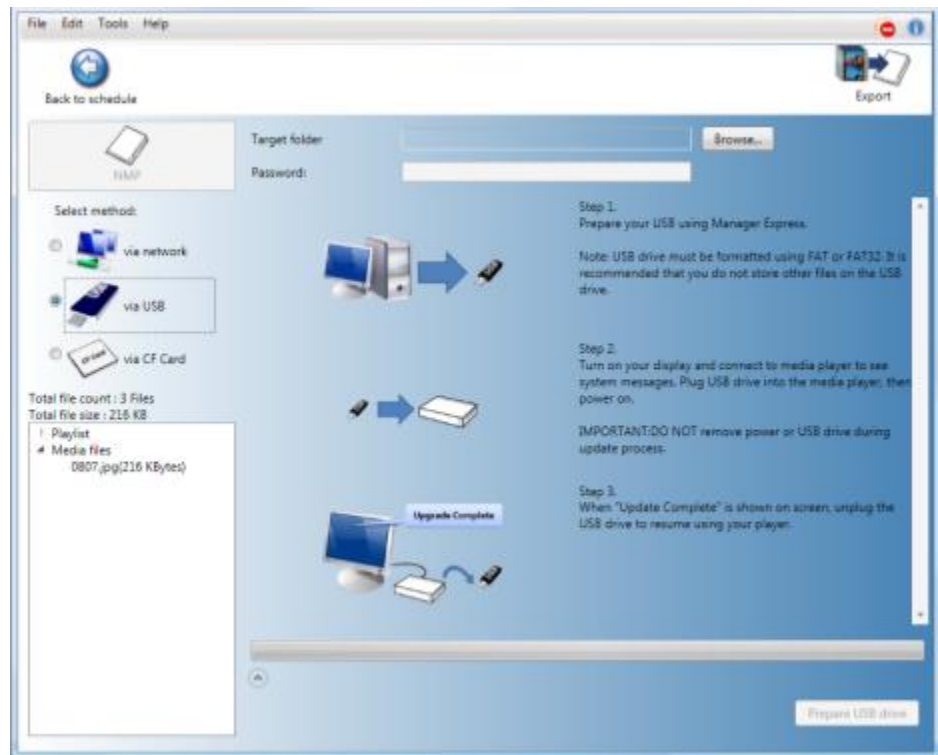 File Edit Tools Help
Back to schedule
Export
NMP
Target folder
Browse...
Password:
Select method:
via network
via USB
CF Card
via CF Card
Total file count : 3 Files
Total file size : 216 KB
Playlist
Media files
0807.jpg(216 KBytes)
Step 1.
Prepare your USB using Manager Express.
Note: USB drive must be formatted using FAT or FAT32. It is
recommended that you do not store other files on the USB
drive.
Step 2.
Turn on your display and connect to media player to see
system messages. Plug USB drive into the media player, then
power on.
IMPORTANT:DO NOT remove power or USB drive during
update process.
Upgrade Complete
Step 3.
When "Update Complete" is shown on screen, unplug the
USB drive to resume using your player.
Prepare USB drive